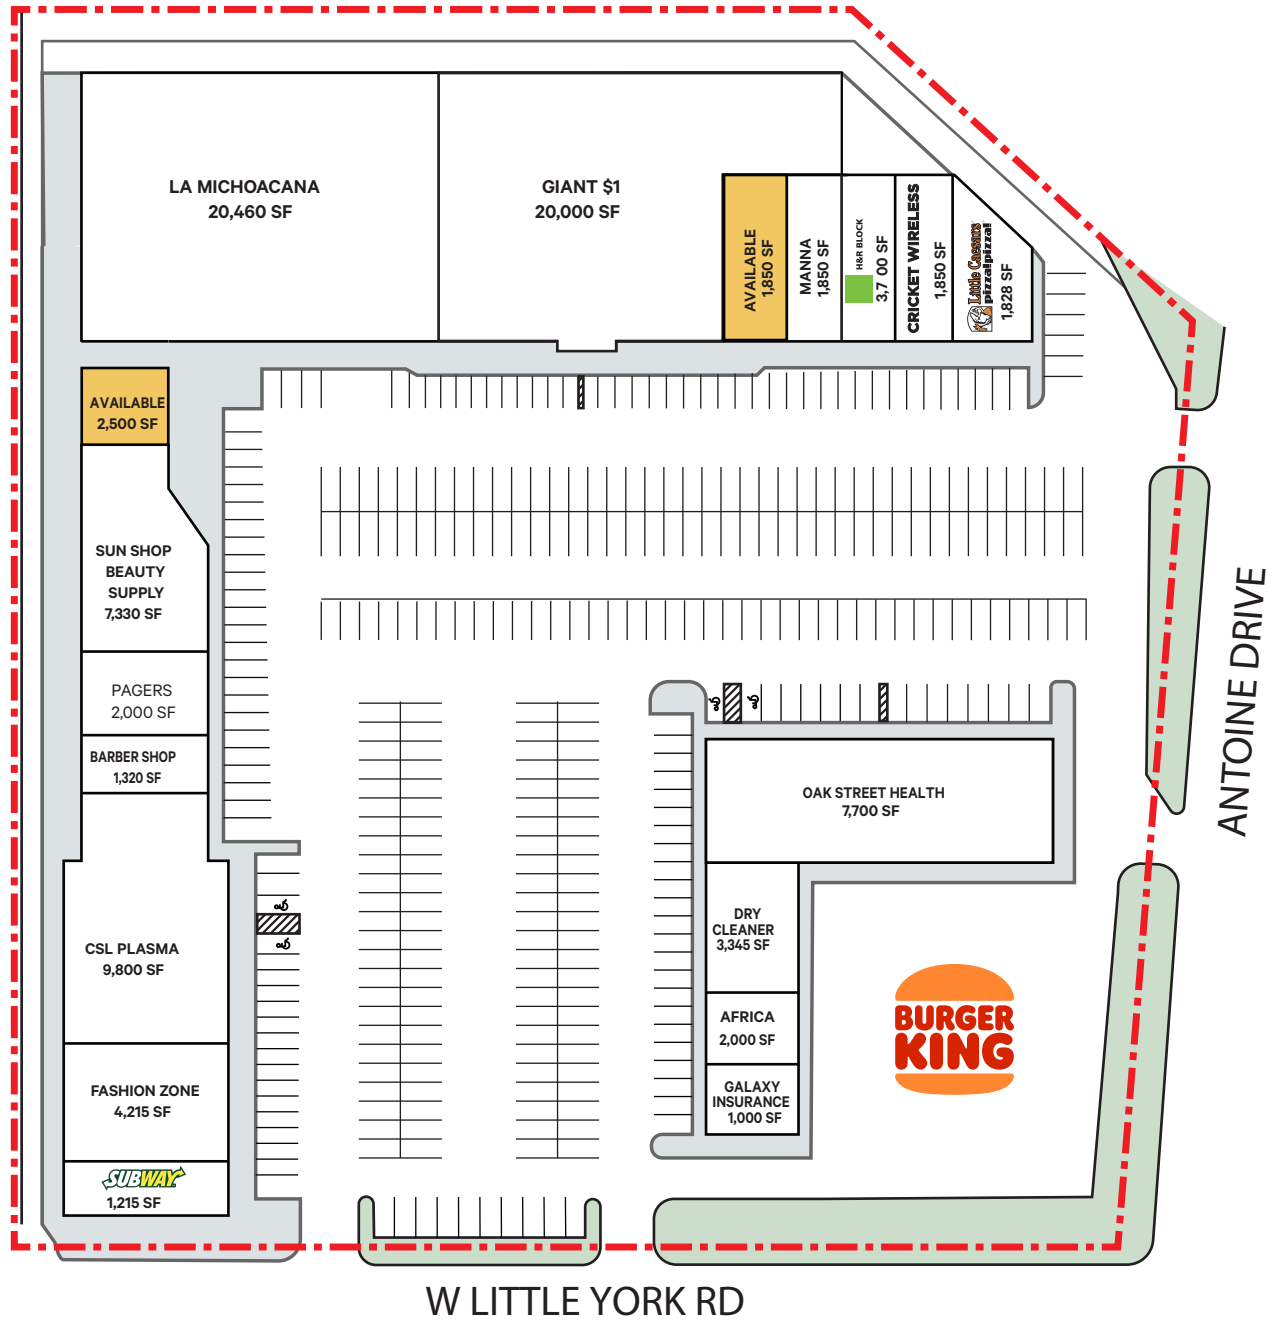 LA MICHOACANA
20,460 SF
GIANT $1
20,000 SF
AVAILABLE
1,850 SF
MANNA
1,850 SF
H&R BLOCK
3,7 00 SF
CRICKET WIRELESS
1,850 SF
Little Caesars
pizza!pizza!
1,828 SF
AVAILABLE
2,500 SF
SUN SHOP
BEAUTY
SUPPLY
7,330 SF
PAGERS
2,000 SF
BARBER SHOP
1,320 SF
CSL PLASMA
9,800 SF
FASHION ZONE
4,215 SF
SUBWAY
1,215 SF
OAK STREET HEALTH
7,700 SF
DRY
CLEANER
3,345 SF
AFRICA
2,000 SF
GALAXY
INSURANCE
1,000 SF
BURGER
KING
ANTOINE DRIVE
W LITTLE YORK RD